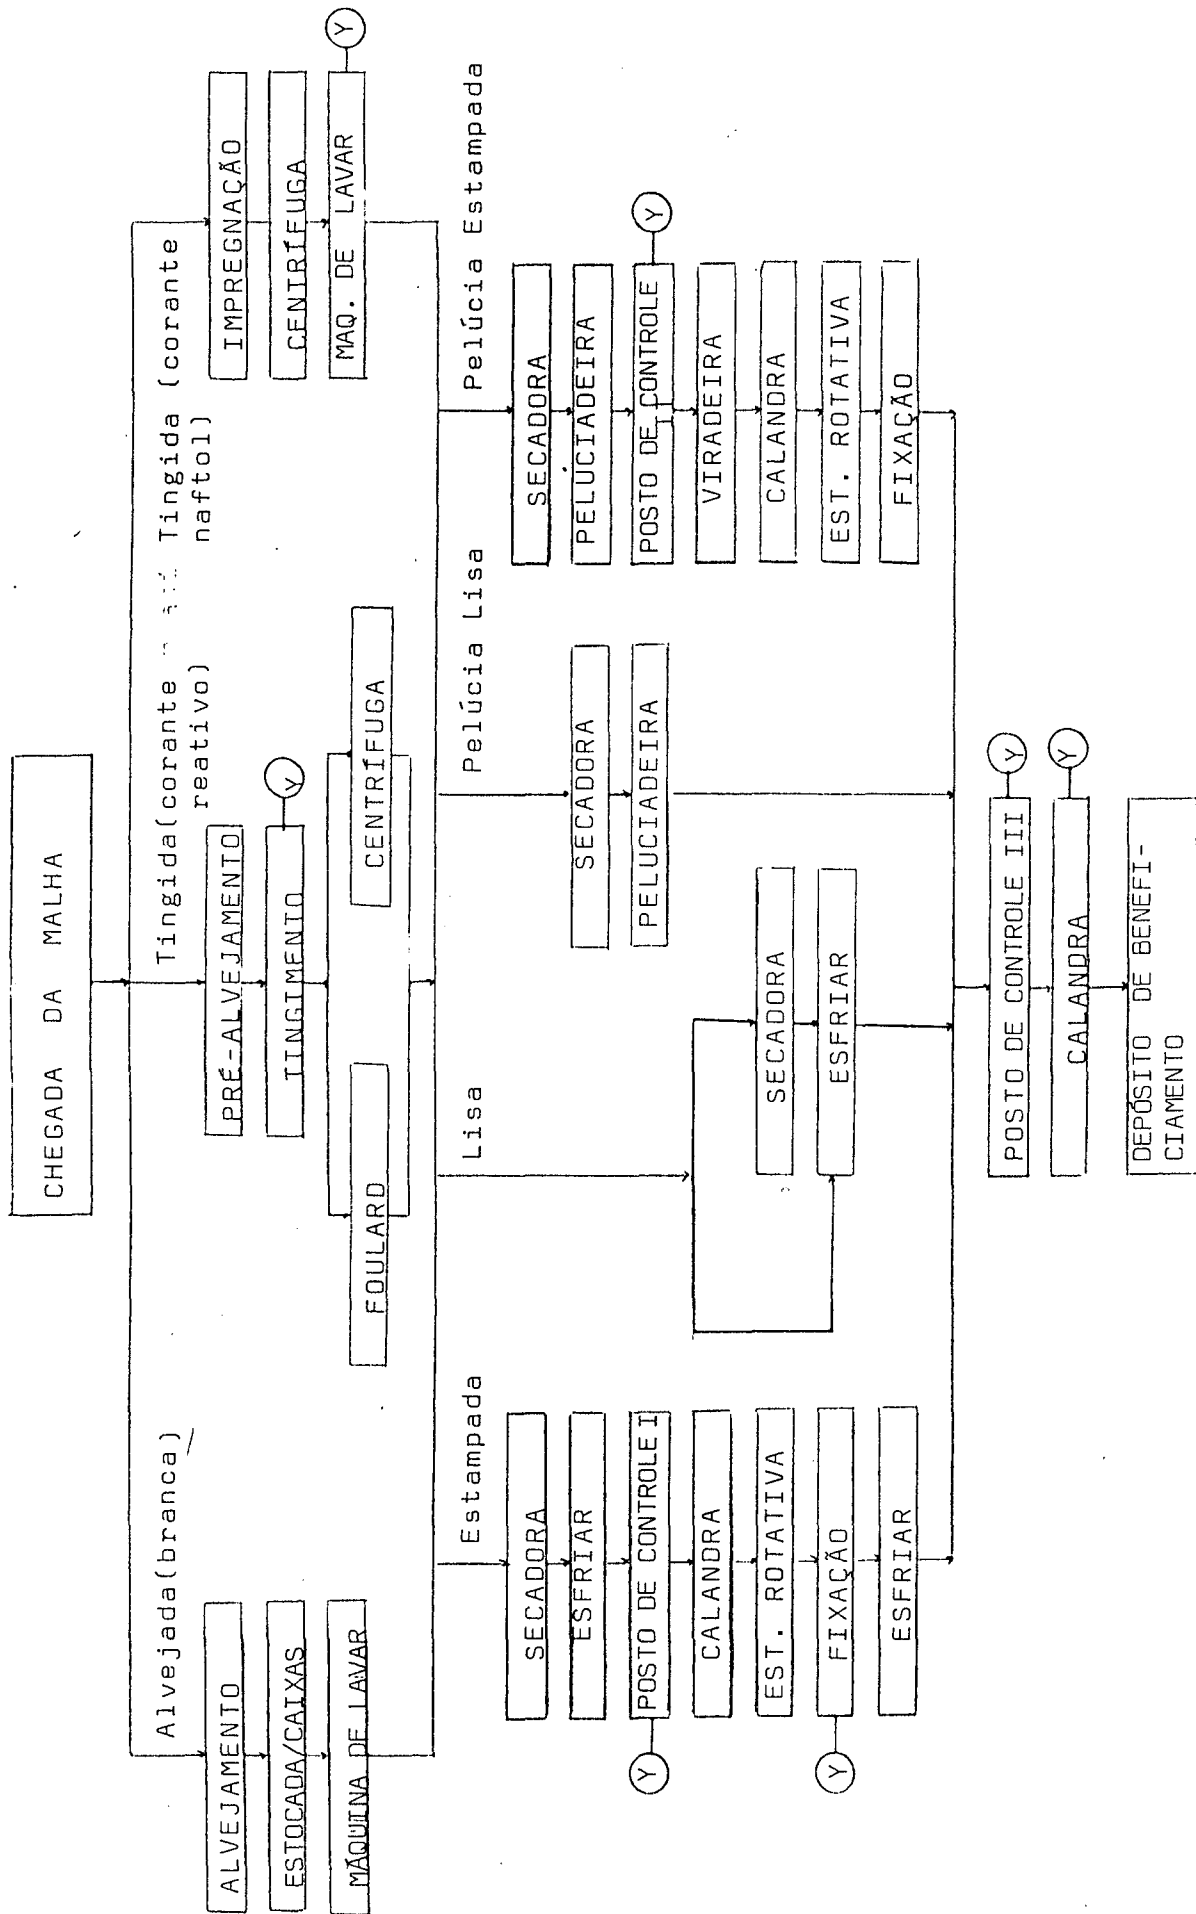 CHEGADA DA MALHA
Alvejada(branca)
Tingida(corante
reativo)
Tingida (corante
naftol)
ALVEJAMENTO
ESTOCADA/CAIXAS
MÁQUINA DE LAVAR
PRÉ-ALVEJAMENTO
TINGIMENTO
Y
FOULARD
CENTRÍFUGA
IMPREGNAÇÃO
CENTRÍFUGA
MAQ. DE LAVAR
Y
Estampada
Lisa
Pelúcia Lisa
Pelúcia Estampada
SECADORA
ESFRIAR
POSTO DE CONTROLE I
Y
CALANDRA
EST. ROTATIVA
FIXAÇÃO
Y
ESFRIAR
SECADORA
ESFRIAR
SECADORA
PELUCIADEIRA
SECADORA
PELUCIADEIRA
POSTO DE CONTROLE
Y
VIRADEIRA
CALANDRA
EST. ROTATIVA
FIXAÇÃO
POSTO DE CONTROLE III
Y
CALANDRA
Y
DEPÓSITO DE BENEFI-
CIAMENTO